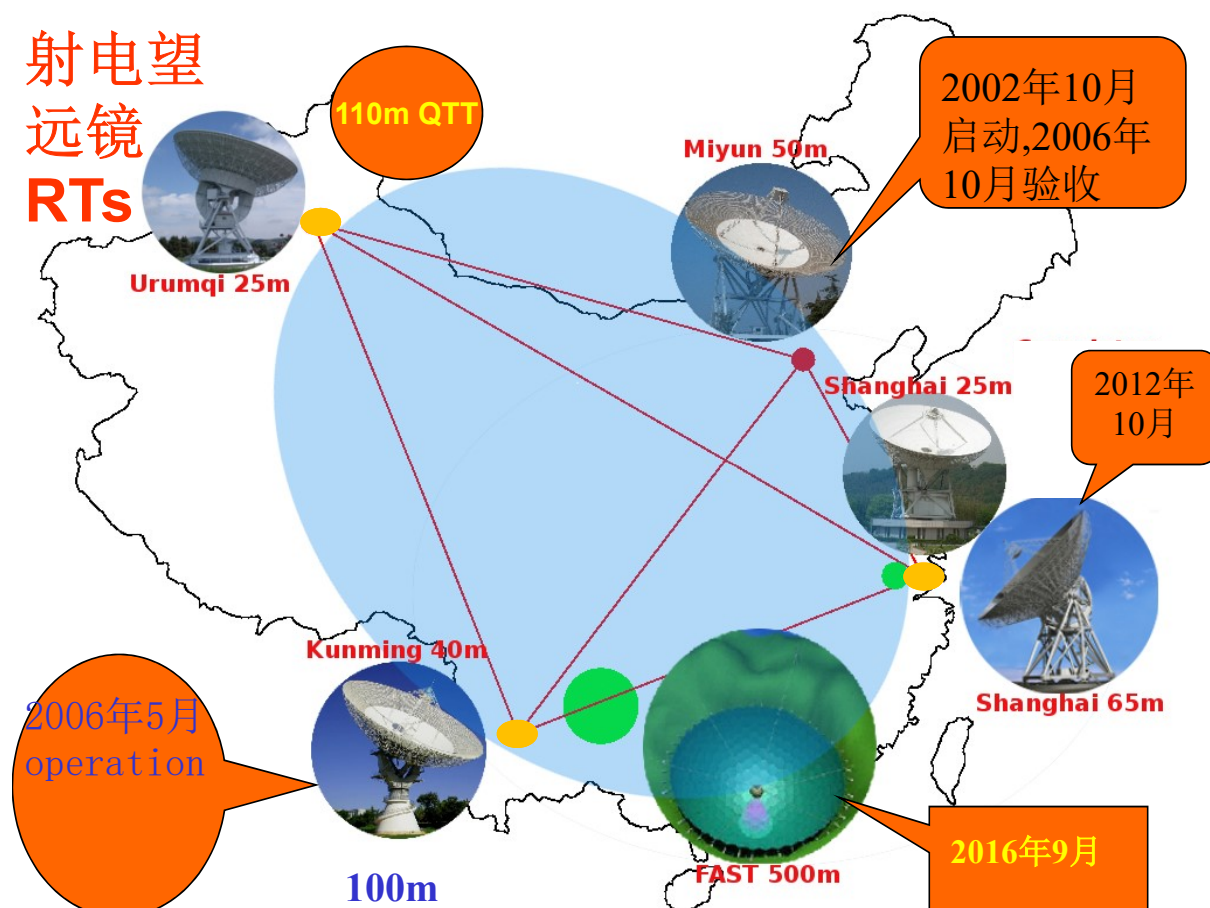 射电望
远镜
RTs
110m QTT
2002年10月
启动,2006年
10月验收
Miyun 50m
Urumqi 25m
2012年
10月
Shanghai 25m
Kunming 40m
Shanghai 65m
2006年5月
operation
2016年9月
FAST 500m
100m